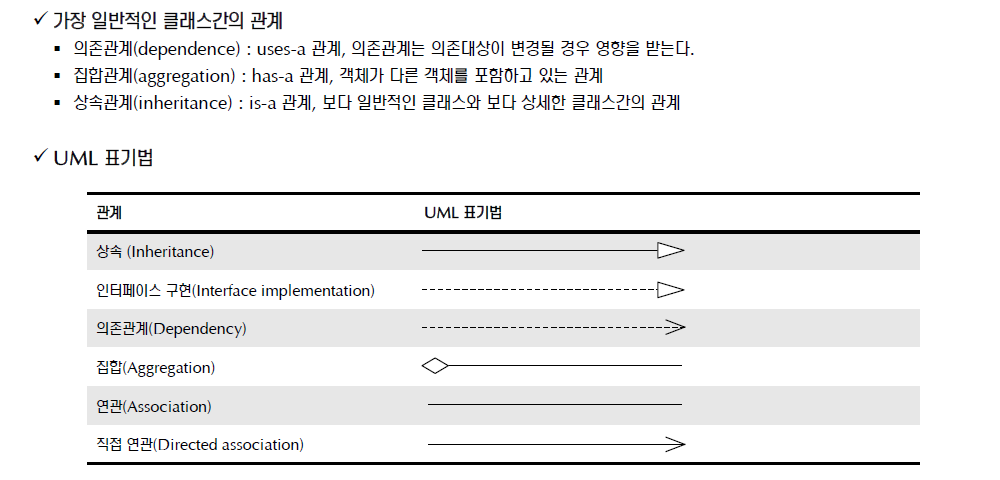 가장 일반적인 클래스간의 관계
의존관계(dependence) : uses-a 관계, 의존관계는 의존대상이 변경될 경우 영향을 받는다.
집합관계(aggregation) : has-a 관계, 객체가 다른 객체를 포함하고 있는 관계
상속관계(inheritance) : is-a 관계, 보다 일반적인 클래스와 보다 상세한 클래스간의 관계
UML 표기법
관계 UML 표기법
상속 (Inheritance)
인터페이스 구현(Interface implementation)
의존관계(Dependency)
집합(Aggregation)
연관(Association)
직접 연관(Directed association)